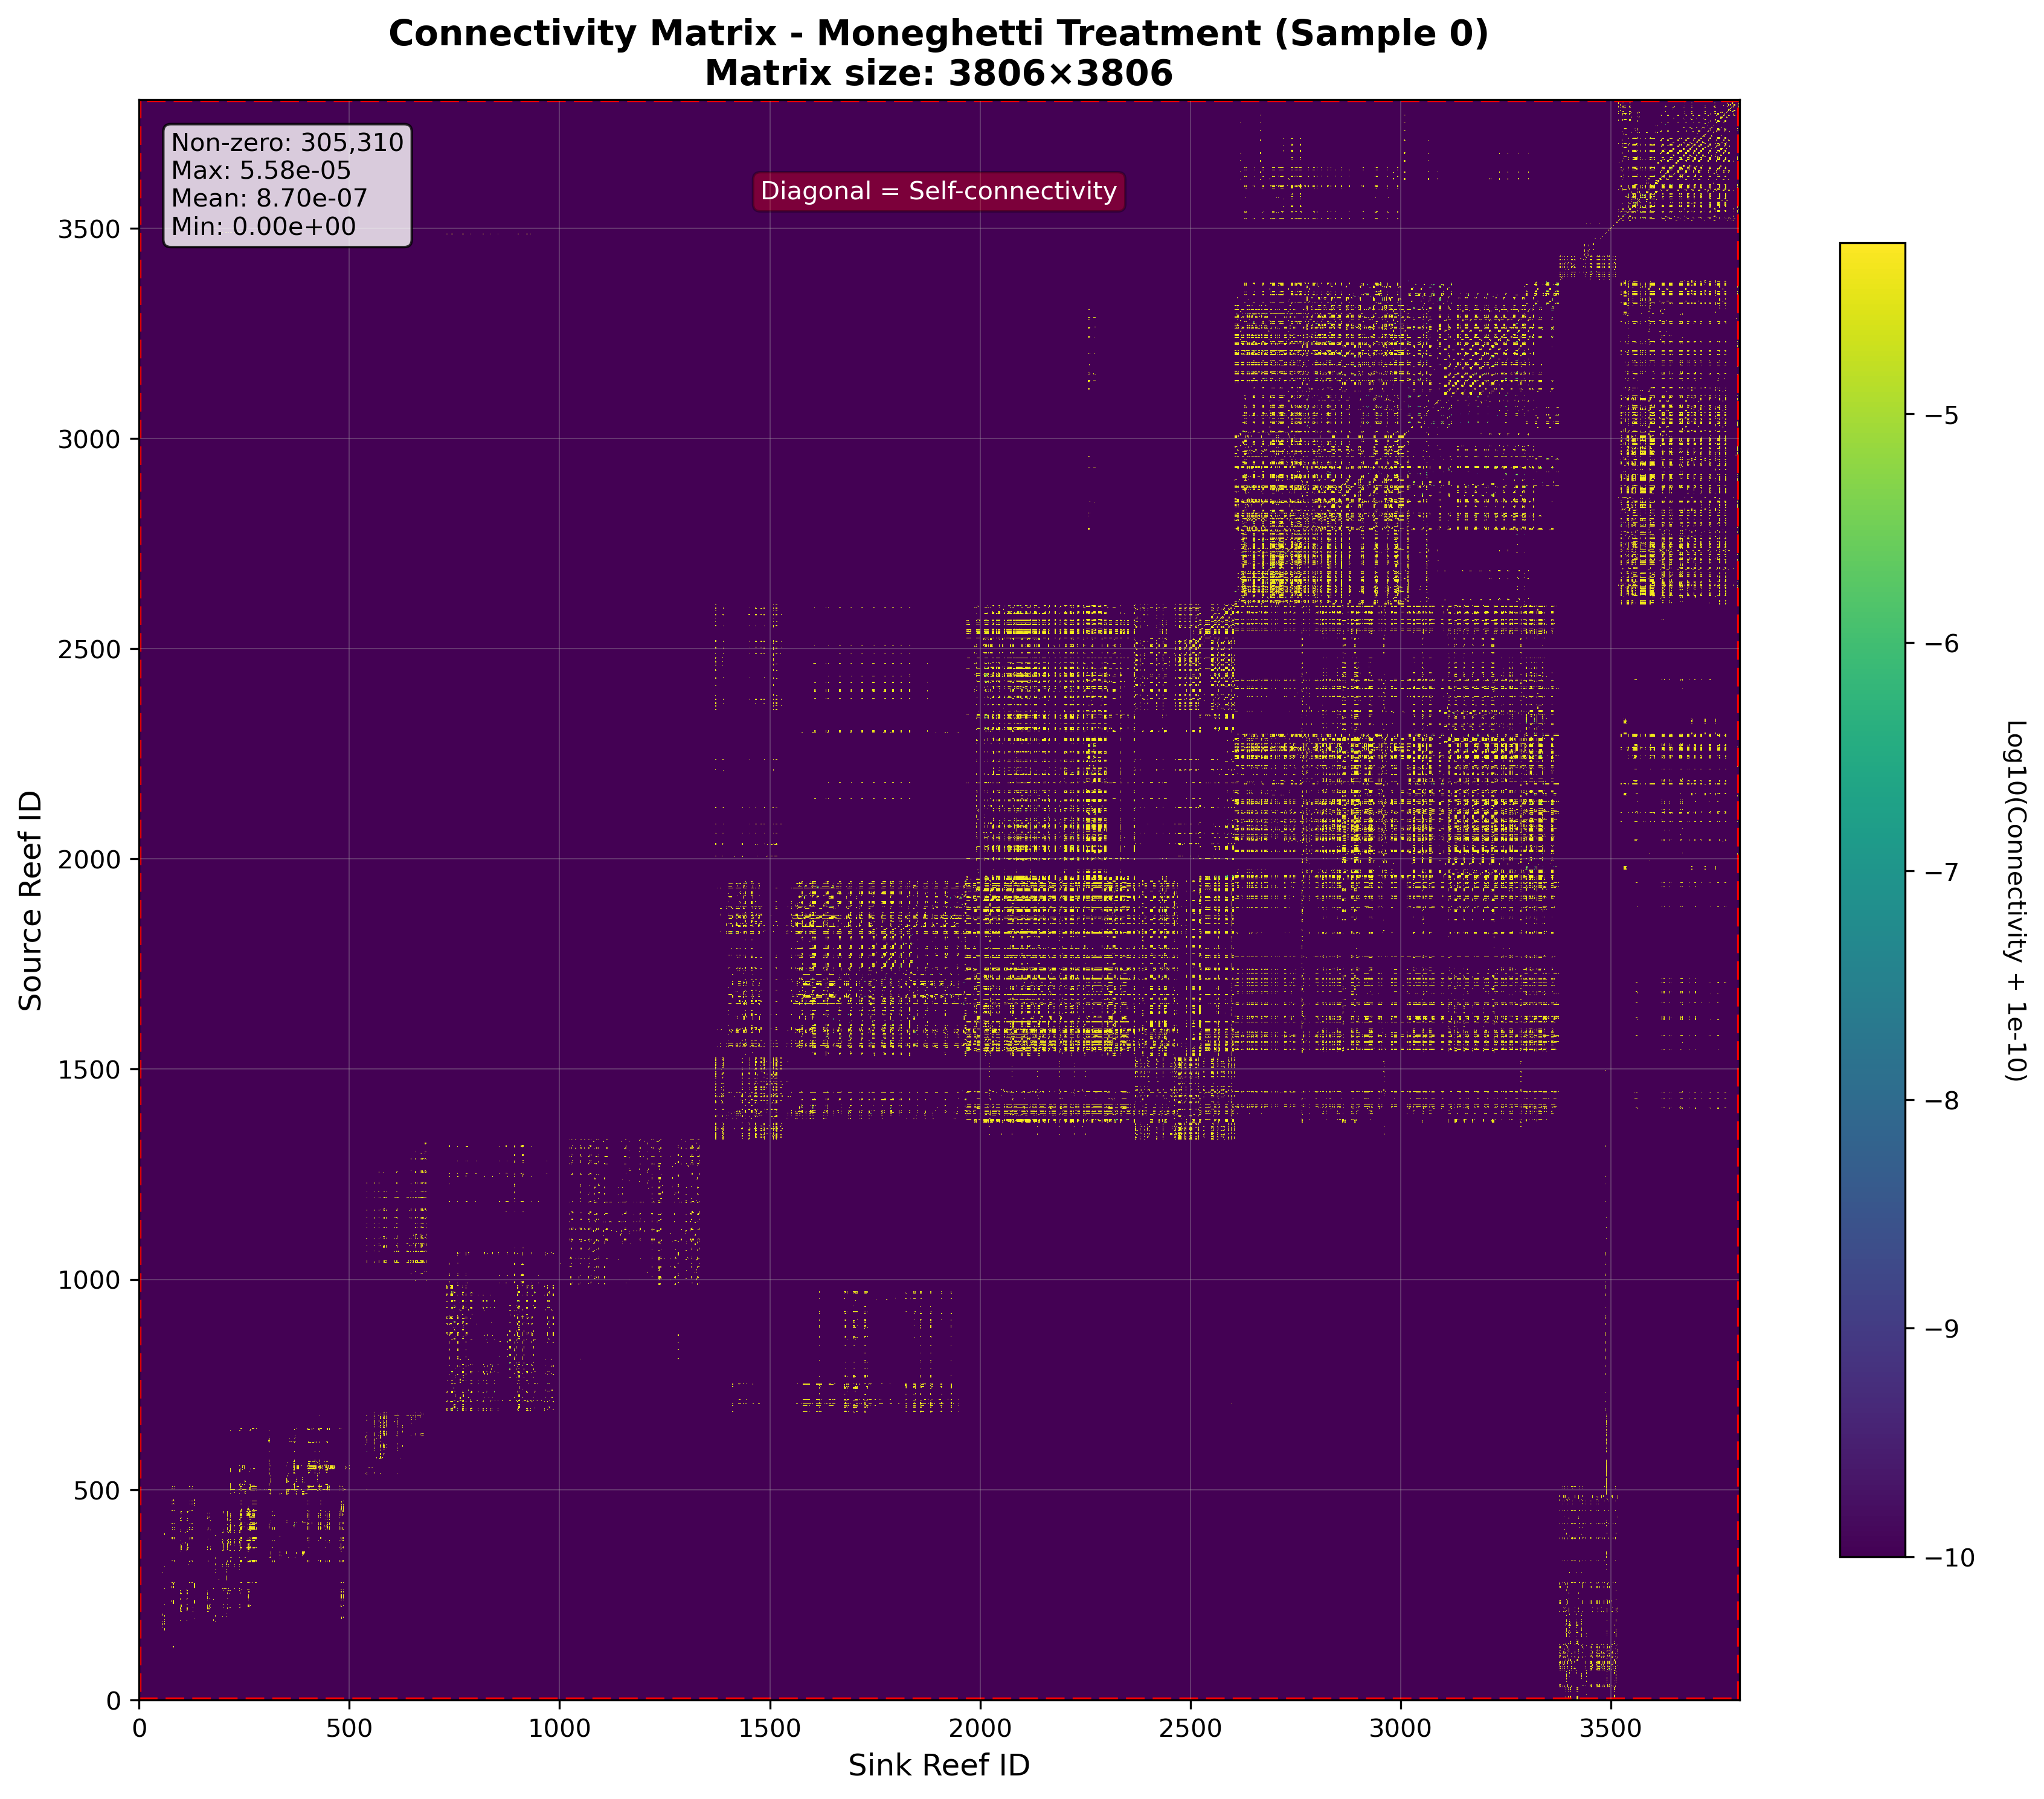 Connectivity Matrix - Moneghetti Treatment (Sample 0)
Matrix size: 3806×3806
Non-zero: 305,310
Max: 5.58e-05
Mean: 8.70e-07
Min: 0.00e+00
Diagonal = Self-connectivity
3500
3000
2500
2000
1500
1000
500
0
Source Reef ID
0
500
1000
1500
2000
2500
3000
3500
Sink Reef ID
−5
−6
−7
−8
−9
−10
Log10(Connectivity + 1e-10)